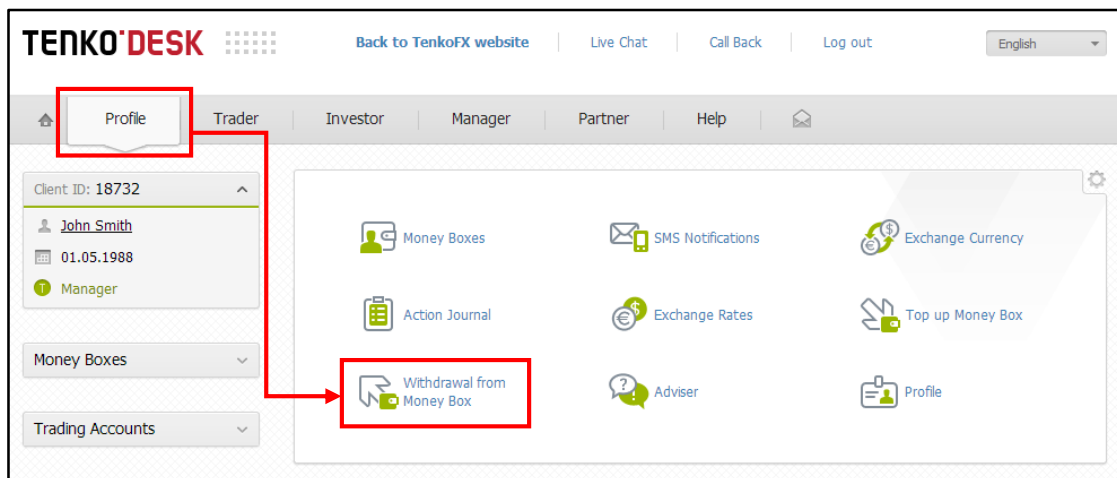 TENKO DESK
Back to TenkoFX website
Live Chat
Call Back
Log out
English
Profile
Trader
Investor
Manager
Partner
Help
Client ID: 18732
John Smith
01.05.1988
T Manager
Money Boxes
Trading Accounts
Money Boxes
SMS Notifications
Exchange Currency
Action Journal
Exchange Rates
Top up Money Box
Withdrawal from
Money Box
Adviser
Profile